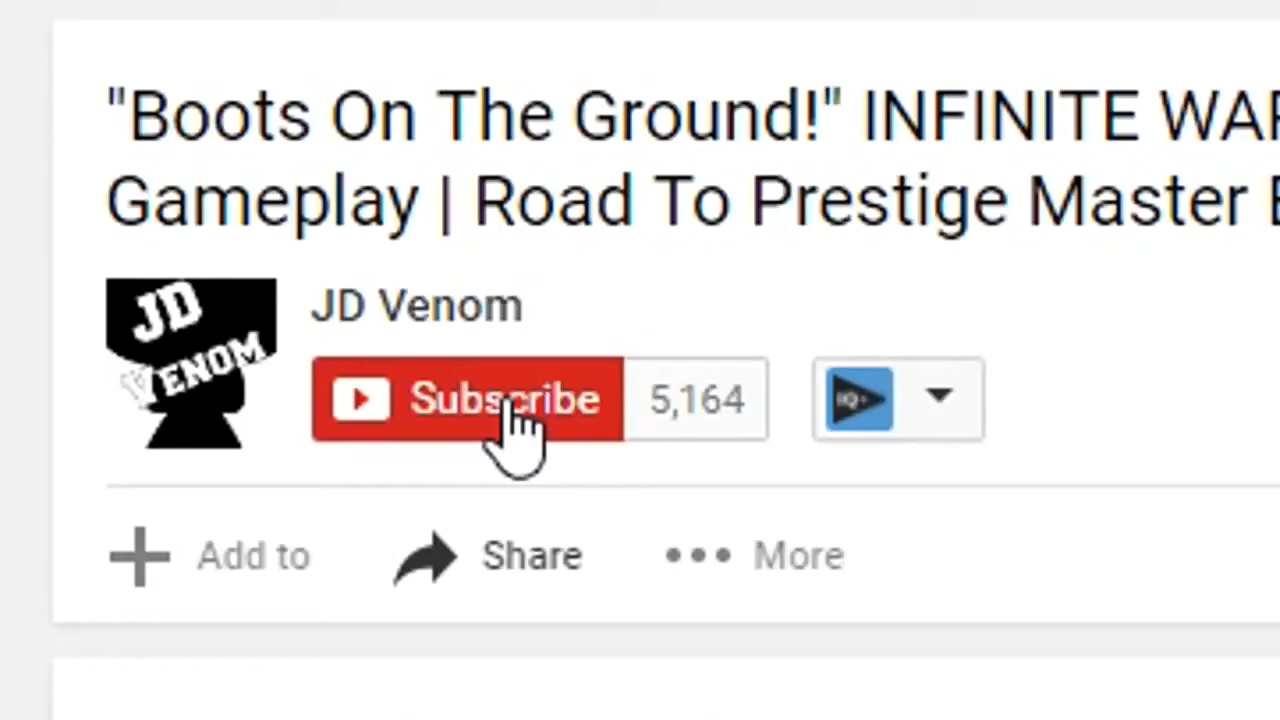 "Boots On The Ground!" INFINITE WAR
Gameplay | Road To Prestige Master
JD VENOM
JD Venom
Subscribe 5,164
IQ+
Add to Share More